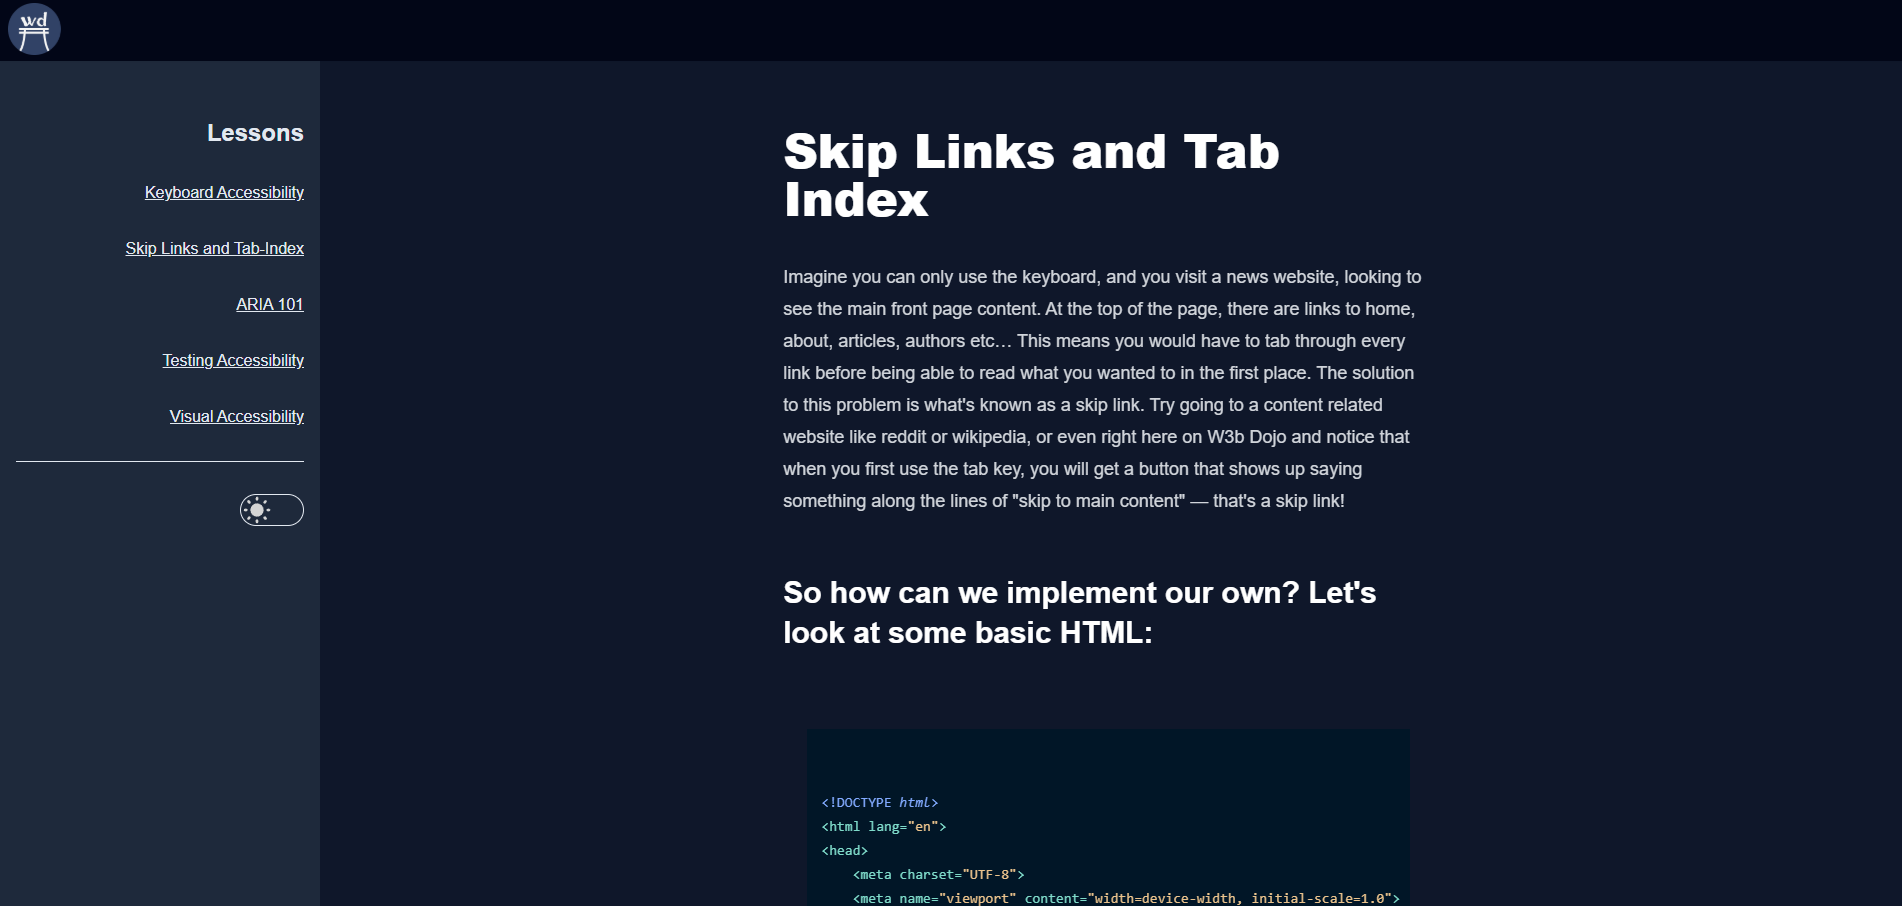 wd
Lessons
Keyboard Accessibility
Skip Links and Tab-Index
ARIA 101
Testing Accessibility
Visual Accessibility
Skip Links and Tab
Index
Imagine you can only use the keyboard, and you visit a news website, looking to
see the main front page content. At the top of the page, there are links to home,
about, articles, authors etc… This means you would have to tab through every
link before being able to read what you wanted to in the first place. The solution
to this problem is what's known as a skip link. Try going to a content related
website like reddit or wikipedia, or even right here on W3b Dojo and notice that
when you first use the tab key, you will get a button that shows up saying
something along the lines of "skip to main content" — that's a skip link!
So how can we implement our own? Let's
look at some basic HTML:
<!DOCTYPE html>
<html lang="en">
<head>
    <meta charset="UTF-8">
    <meta name="viewport" content="width=device-width, initial-scale=1.0">